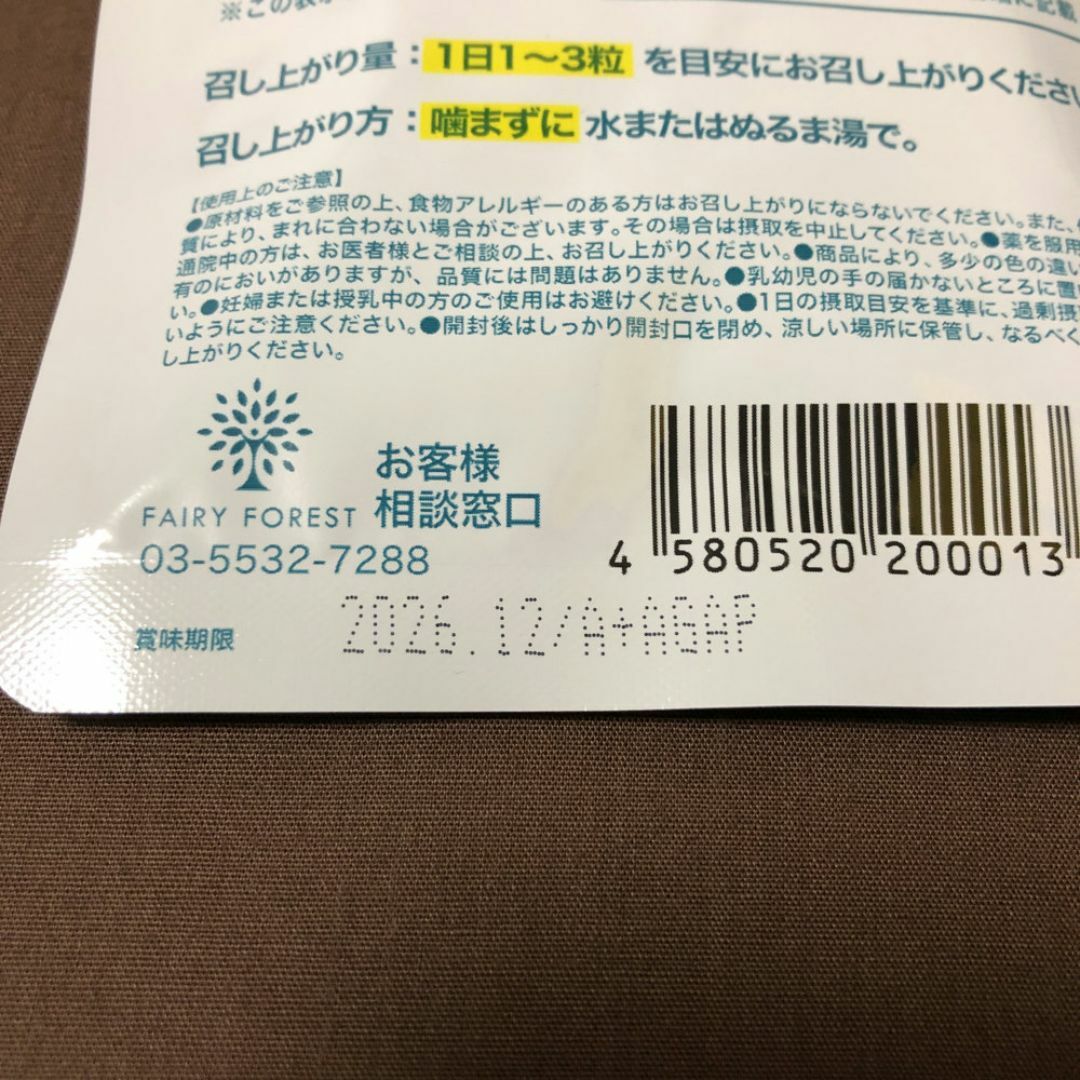 ※この表示
に記載
召し上がり量：1日1～3粒 を目安にお召し上がりくださ
召し上がり方：噛まずに 水またはぬるま湯で。
【使用上のご注意】
●原材料をご参照の上、食物アレルギーのある方はお召し上がりにならないでください。また、
質により、まれに合わない場合がございます。その場合は摂取を中止してください。●薬を服用
通院中の方は、お医者様とご相談の上、お召し上がりください。●商品により、多少の色の違い
有のにおいがありますが、品質には問題はありません。●乳幼児の手の届かないところに置
い。●妊婦または授乳中の方のご使用はお避けください。●1日の摂取目安を基準に、過剰摂
いようにご注意ください。●開封後はしっかり開封口を閉め、涼しい場所に保管し、なるべく
し上がりください。
FAIRY FOREST
お客様
相談窓口
03-5532-7288
4 580520 200013
賞味期限 2026.12/A+AGAP